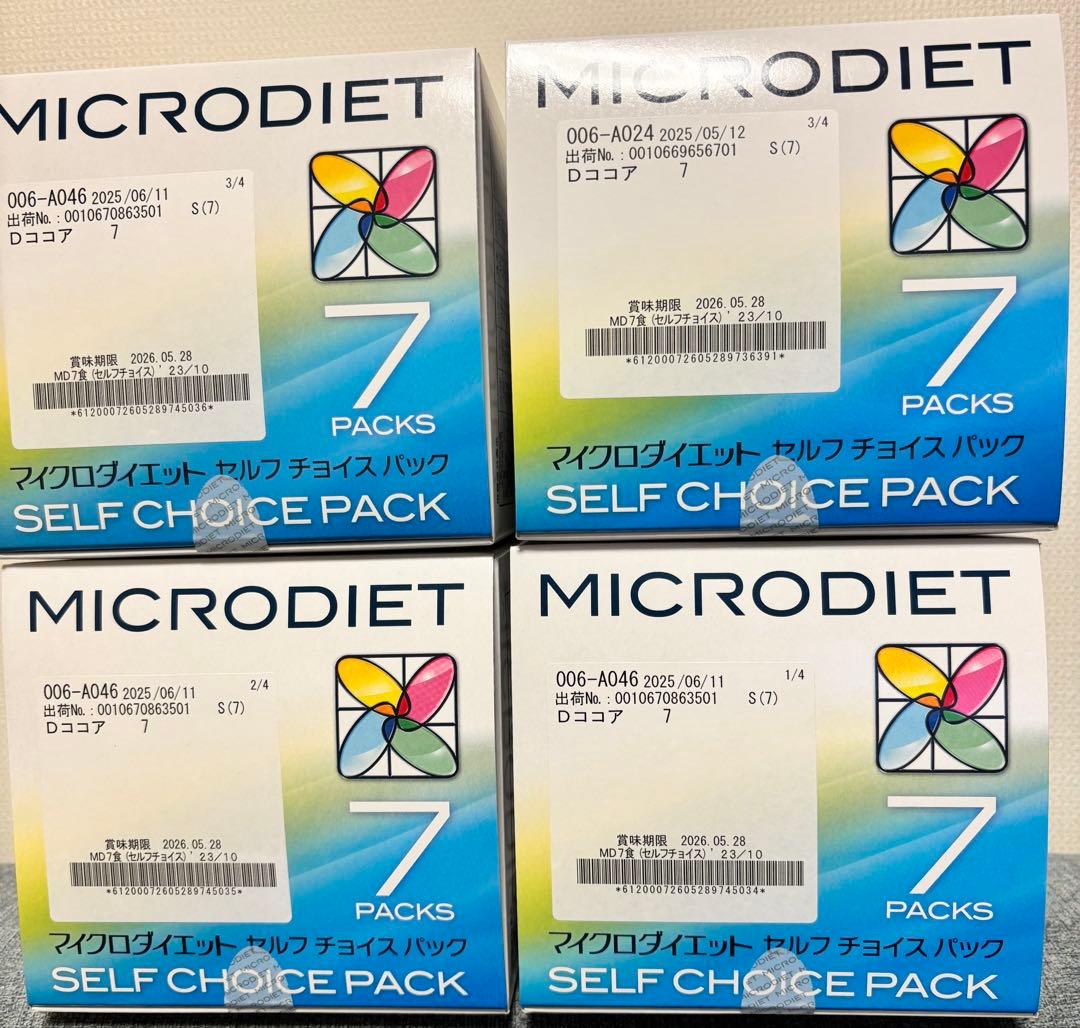 MICRODIET
006-A046 2025/06/11 3/4
出荷No.:0010670863501 S(7)
Dココア 7
賞味期限 2026.05.28
MD7食(セルフチョイス)'23/10
*61200072605289745036*
7
PACKS
マイクロダイエット セルフ チョイス パック
SELF CHOICE PACK
MICRODIET
006-A024 2025/05/12 3/4
出荷No.:0010669656701 S(7)
Dココア 7
賞味期限 2026.05.28
MD7食(セルフチョイス)'23/10
*61200072605289736391*
7
PACKS
マイクロダイエット セルフ チョイス パック
SELF CHOICE PACK
MICRODIET
006-A046 2025/06/11 2/4
出荷No.:0010670863501 S(7)
Dココア 7
賞味期限 2026.05.28
MD7食(セルフチョイス)'23/10
*61200072605289745035*
7
PACKS
マイクロダイエット セルフ チョイス パック
SELF CHOICE PACK
MICRODIET
006-A046 2025/06/11 1/4
出荷No.:0010670863501 S(7)
Dココア 7
賞味期限 2026.05.28
MD7食(セルフチョイス)'23/10
*61200072605289745034*
7
PACKS
マイクロダイエット セルフ チョイス パック
SELF CHOICE PACK